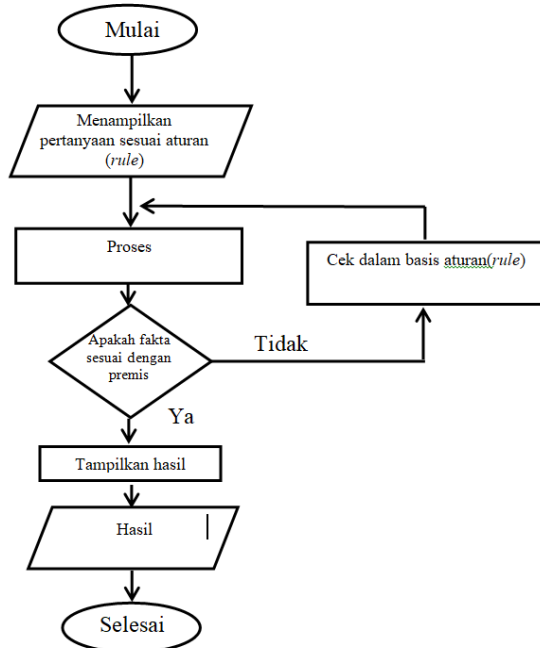 Mulai
Menampilkan
pertanyaan sesuai aturan
(rule)
Proses
Cek dalam basis aturan(rule)
Apakah fakta
sesuai dengan
premis
Tidak
Ya
Tampilkan hasil
Hasil
Selesai